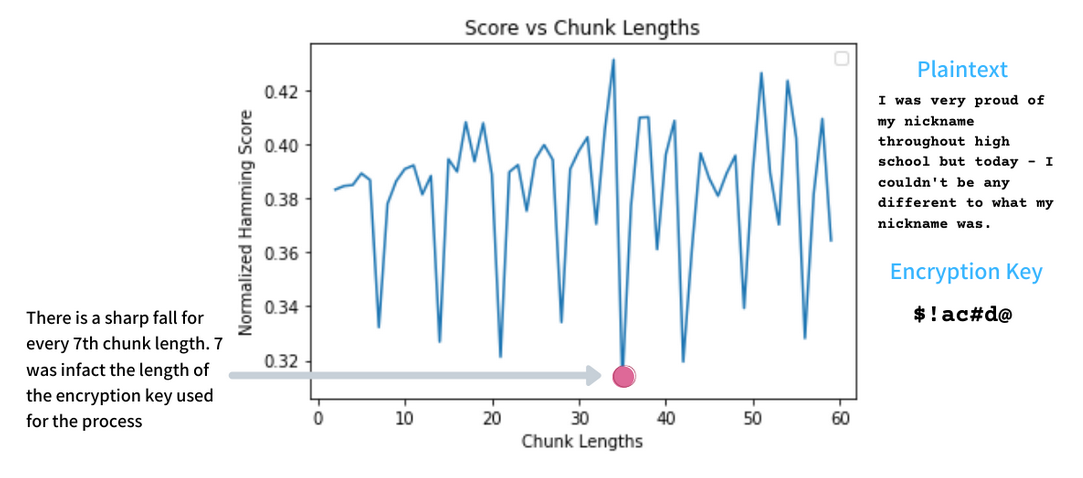 Score vs Chunk Lengths
Normalized Hamming Score
0.42
0.40
0.38
0.36
0.34
0.32
0
10
20
30
40
50
60
Chunk Lengths
There is a sharp fall for
every 7th chunk length. 7
was infact the length of
the encryption key used
for the process
Plaintext
I was very proud of
my nickname
throughout high
school but today - I
couldn't be any
different to what my
nickname was.
Encryption Key
$!ac#d@